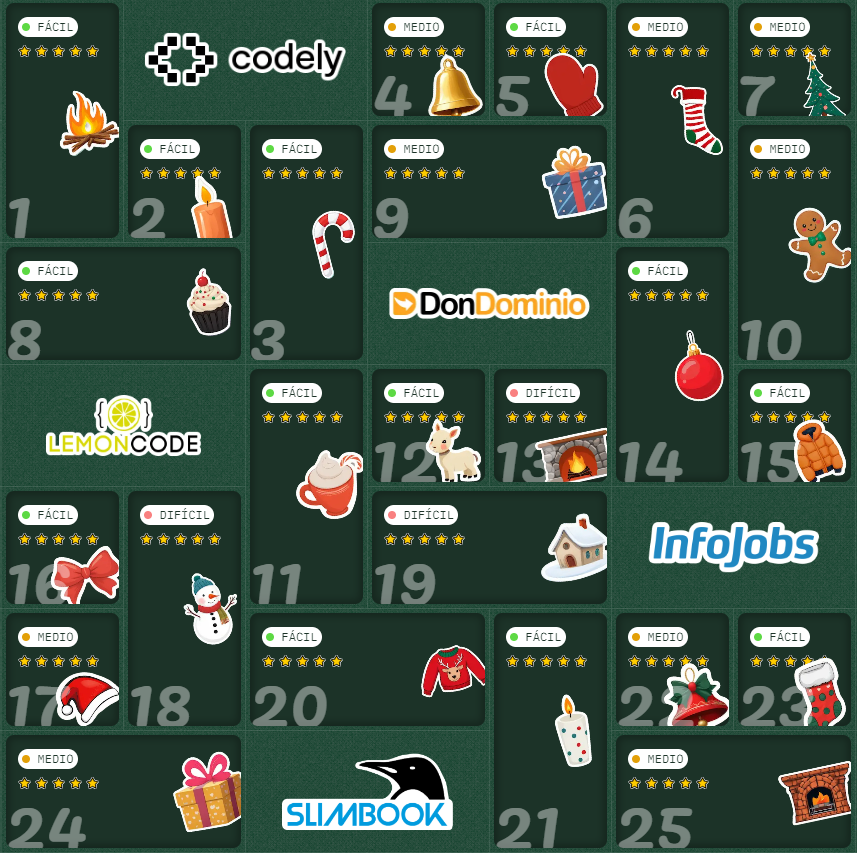 FÁCIL
1
codely
MEDIO
4
FÁCIL
5
MEDIO
6
MEDIO
7
FÁCIL
2
FÁCIL
3
MEDIO
9
MEDIO
10
FÁCIL
8
DonDominio
FÁCIL
14
LEMONCODE
FÁCIL
11
FÁCIL
12
DIFÍCIL
13
FÁCIL
15
FÁCIL
16
DIFÍCIL
18
DIFÍCIL
19
InfoJobs
MEDIO
17
FÁCIL
20
FÁCIL
21
MEDIO
22
FÁCIL
23
MEDIO
24
SLIMBOOK
MEDIO
25